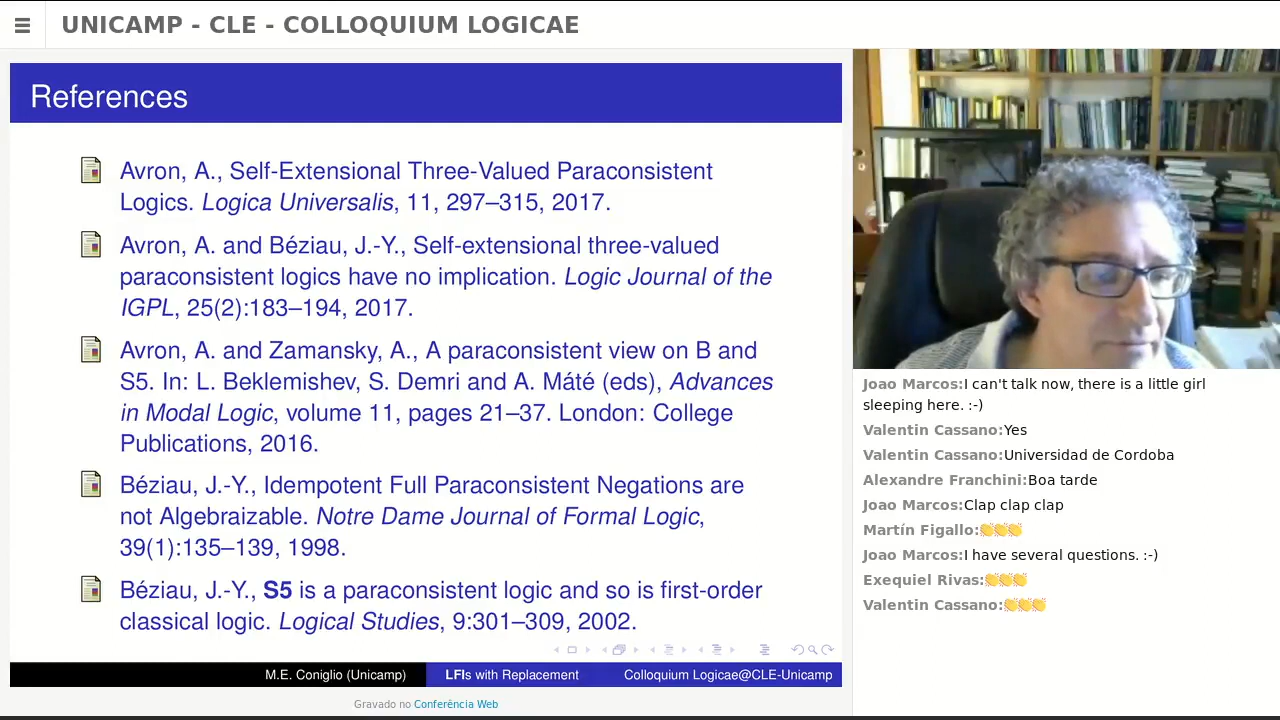 UNICAMP - CLE - COLLOQUIUM LOGICAE
References
Avron, A., Self-Extensional Three-Valued Paraconsistent
Logics. Logica Universalis, 11, 297–315, 2017.
Avron, A. and Béziau, J.-Y., Self-extensional three-valued
paraconsistent logics have no implication. Logic Journal of the
IGPL, 25(2):183–194, 2017.
Avron, A. and Zamansky, A., A paraconsistent view on B and
S5. In: L. Beklemishev, S. Demri and A. Máté (eds), Advances
in Modal Logic, volume 11, pages 21–37. London: College
Publications, 2016.
Béziau, J.-Y., Idempotent Full Paraconsistent Negations are
not Algebraizable. Notre Dame Journal of Formal Logic,
39(1):135–139, 1998.
Béziau, J.-Y., S5 is a paraconsistent logic and so is first-order
classical logic. Logical Studies, 9:301–309, 2002.
M.E. Coniglio (Unicamp) LFIs with Replacement Colloquium Logicae@CLE-Unicamp
Gravado no Conferência Web
Joao Marcos:I can't talk now, there is a little girl
sleeping here. :-)
Valentin Cassano:Yes
Valentin Cassano:Universidad de Cordoba
Alexandre Franchini:Boa tarde
Joao Marcos:Clap clap clap
Martín Figallo:👏👏👏
Joao Marcos:I have several questions. :-)
Exequiel Rivas:👏👏👏
Valentin Cassano:👏👏👏